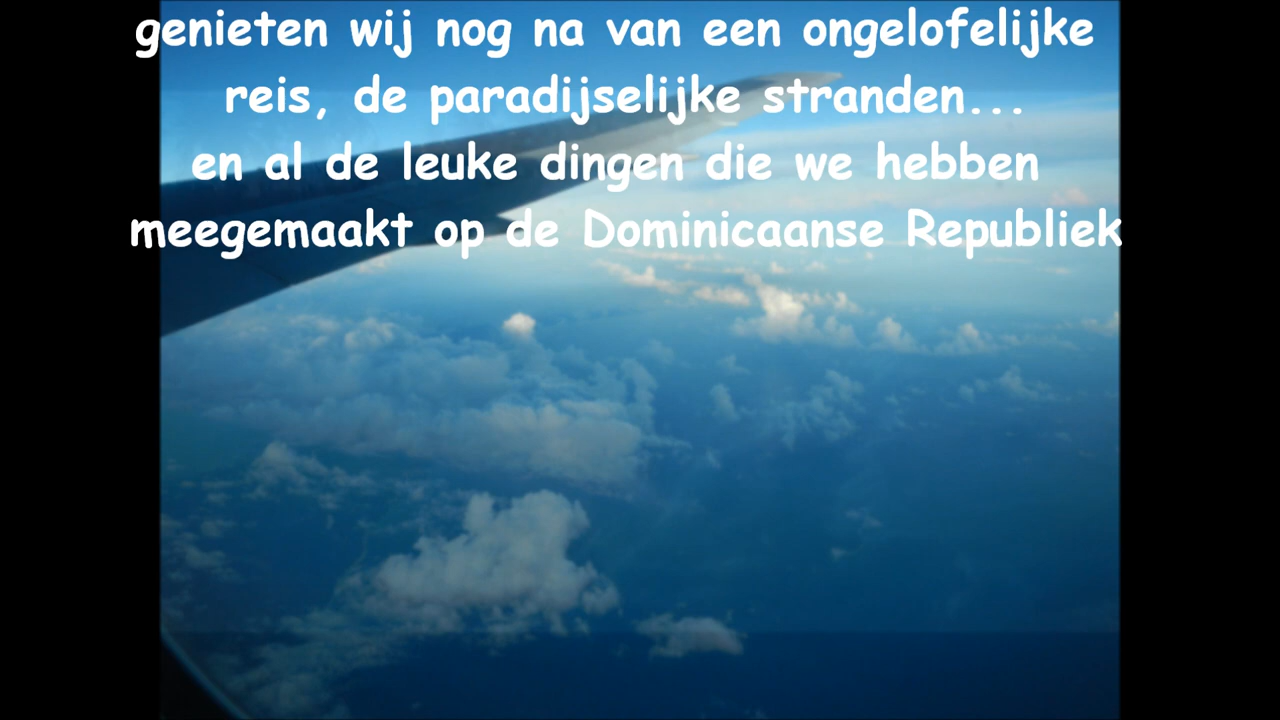 genieten wij nog na van een ongelofelijke
reis, de paradijselijke stranden...
en al de leuke dingen die we hebben
meegemaakt op de Dominicaanse Republiek